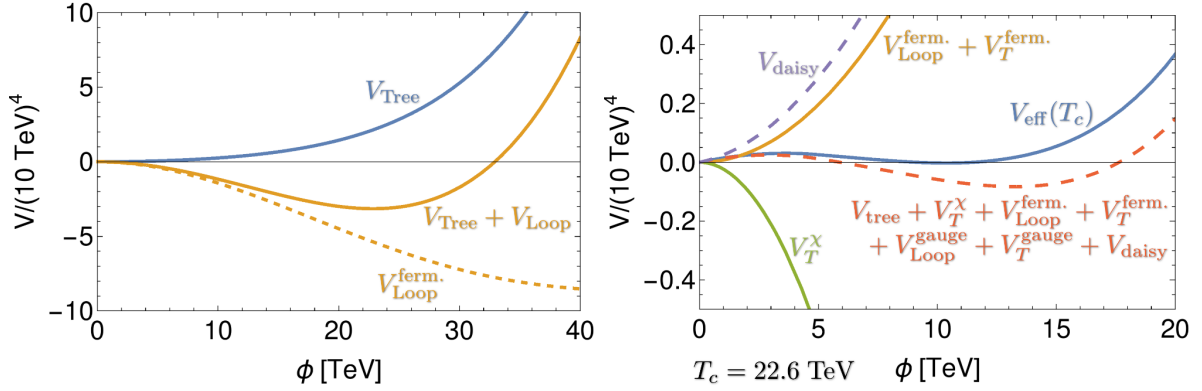 V/(10 TeV)^4
10
5
0
−5
−10
V_Tree
V_Tree + V_Loop
V_Loop^ferm.
0 10 20 30 40
ϕ [TeV]
V/(10 TeV)^4
0.4
0.2
0.0
−0.2
−0.4
V_daisy
V_Loop^ferm. + V_T^ferm.
V_eff(T_c)
V_T^χ
V_tree + V_T^χ + V_Loop^ferm. + V_T^ferm.
+ V_Loop^gauge + V_T^gauge + V_daisy
0 5 10 15 20
T_c = 22.6 TeV
ϕ [TeV]